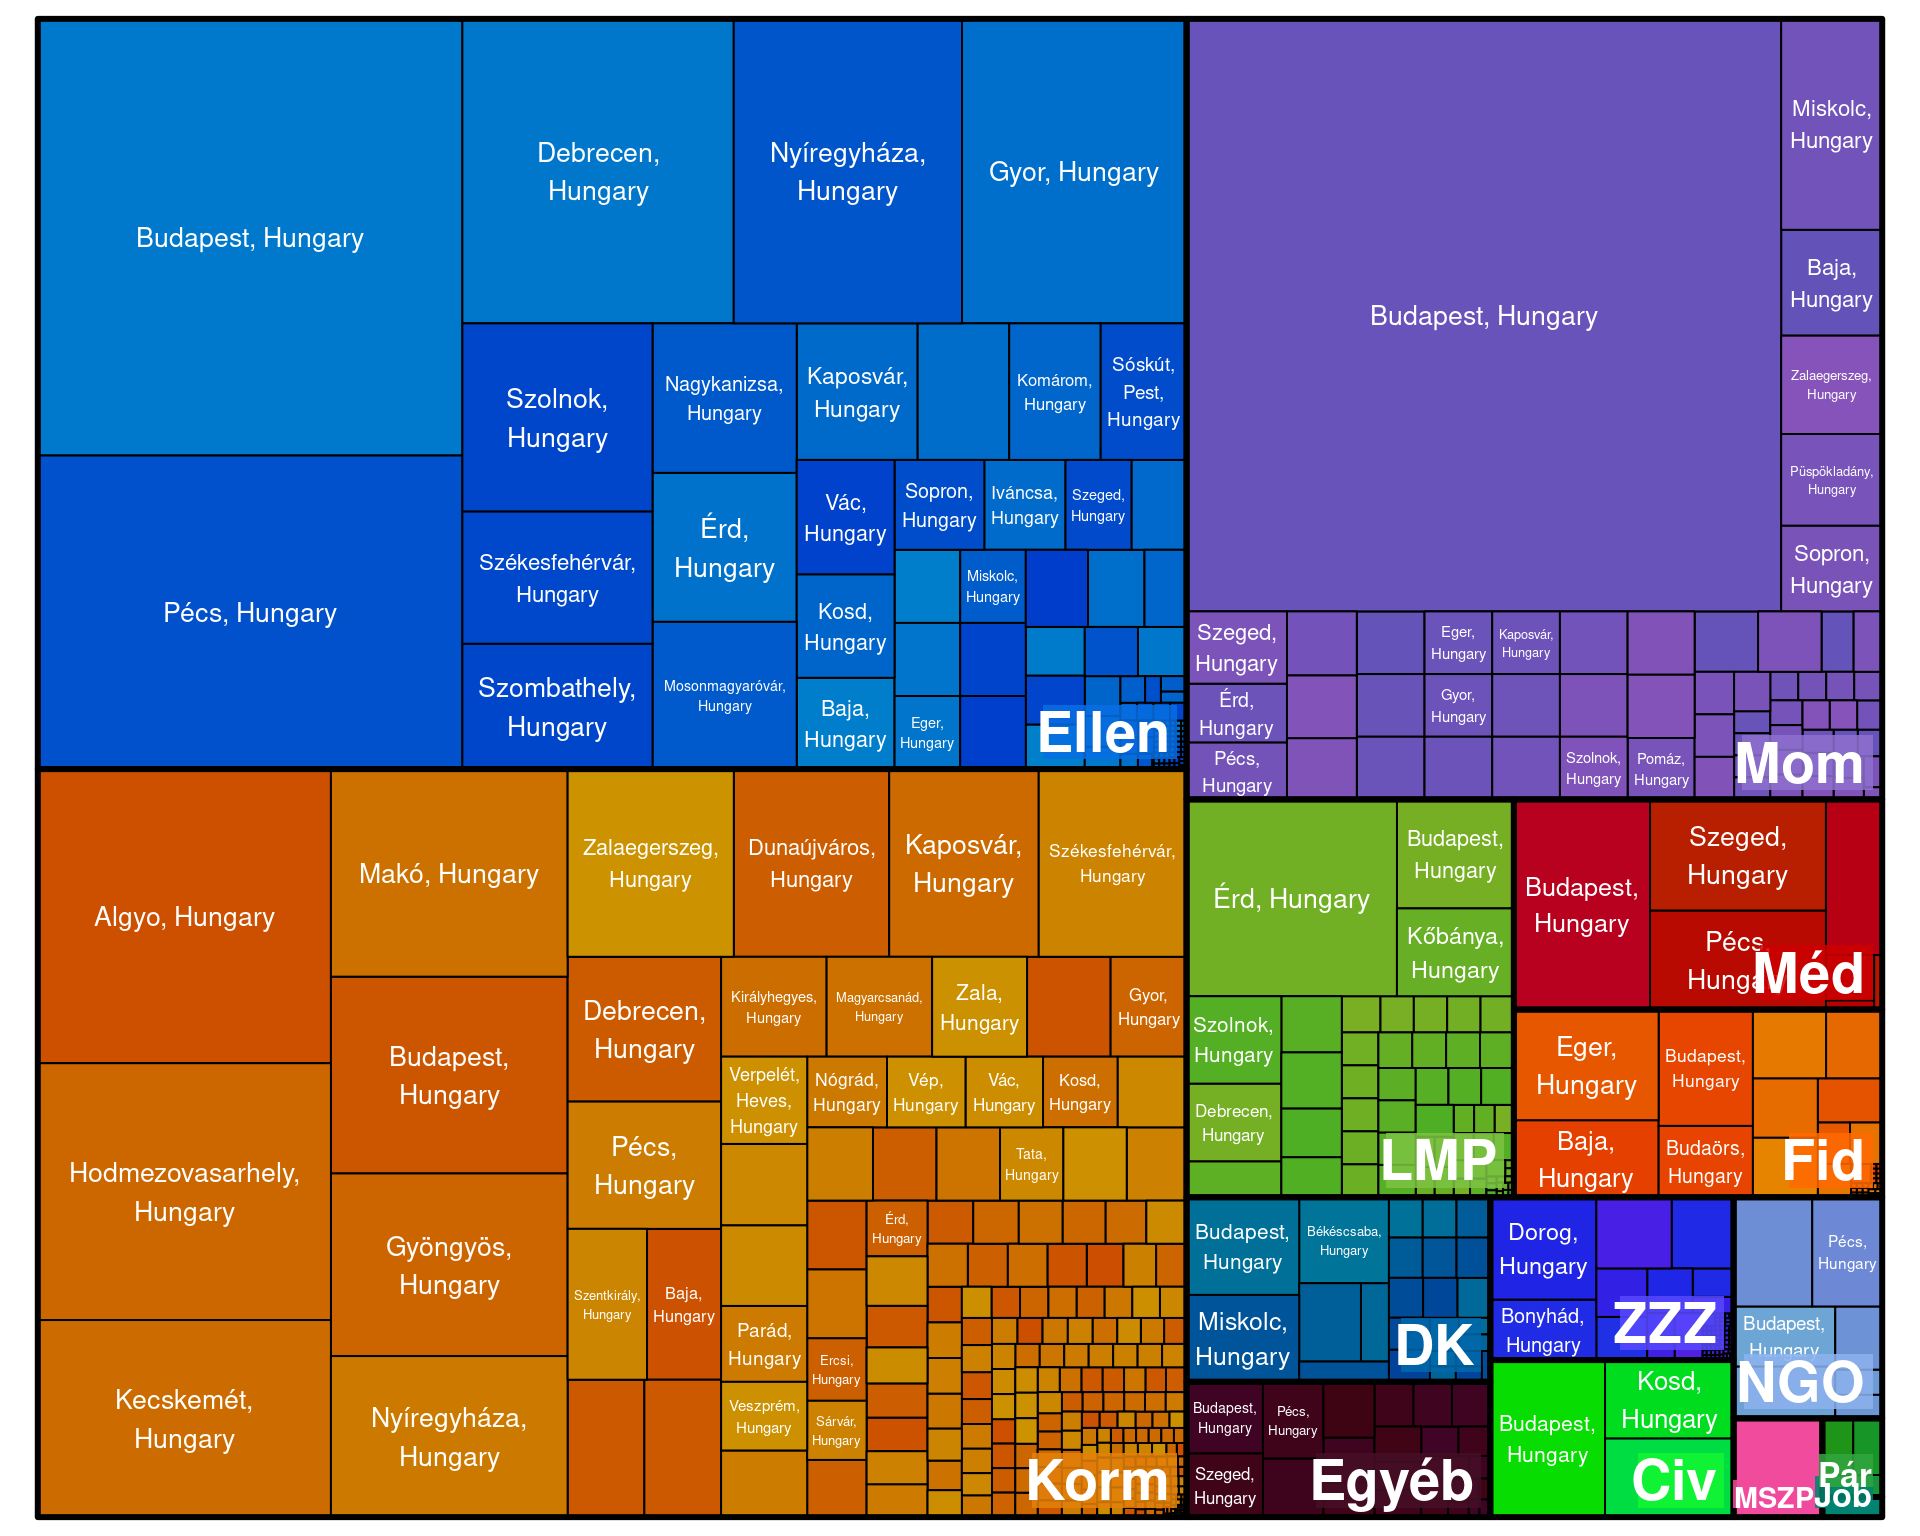 Budapest, Hungary
Pécs, Hungary
Debrecen,
Hungary
Nyíregyháza,
Hungary
Gyor, Hungary
Szolnok,
Hungary
Székesfehérvár,
Hungary
Szombathely,
Hungary
Nagykanizsa,
Hungary
Érd,
Hungary
Mosonmagyaróvár,
Hungary
Kaposvár,
Hungary
Komárom,
Hungary
Sóskút,
Pest,
Hungary
Vác,
Hungary
Sopron,
Hungary
Iváncsa,
Hungary
Szeged,
Hungary
Kosd,
Hungary
Miskolc,
Hungary
Baja,
Hungary
Eger,
Hungary
Ellen
Budapest, Hungary
Miskolc,
Hungary
Baja,
Hungary
Zalaegerszeg,
Hungary
Püspökladány,
Hungary
Sopron,
Hungary
Szeged,
Hungary
Érd,
Hungary
Pécs,
Hungary
Eger,
Hungary
Kaposvár,
Hungary
Gyor,
Hungary
Szolnok,
Hungary
Pomáz,
Hungary
Mom
Algyo, Hungary
Hodmezovasarhely,
Hungary
Kecskemét,
Hungary
Makó, Hungary
Budapest,
Hungary
Gyöngyös,
Hungary
Nyíregyháza,
Hungary
Zalaegerszeg,
Hungary
Dunaújváros,
Hungary
Kaposvár,
Hungary
Székesfehérvár,
Hungary
Debrecen,
Hungary
Pécs,
Hungary
Szentkirály,
Hungary
Baja,
Hungary
Királyhegyes,
Hungary
Magyarcsanád,
Hungary
Zala,
Hungary
Gyor,
Hungary
Verpelét,
Heves,
Hungary
Nógrád,
Hungary
Vép,
Hungary
Vác,
Hungary
Kosd,
Hungary
Tata,
Hungary
Érd,
Hungary
Parád,
Hungary
Ercsi,
Hungary
Veszprém,
Hungary
Sárvár,
Hungary
Korm
Érd, Hungary
Budapest,
Hungary
Kőbánya,
Hungary
Szolnok,
Hungary
Debrecen,
Hungary
LMP
Budapest,
Hungary
Szeged,
Hungary
Pécs,
Hunga
Méd
Eger,
Hungary
Baja,
Hungary
Budapest,
Hungary
Budaörs,
Hungary
Fid
Budapest,
Hungary
Békéscsaba,
Hungary
Miskolc,
Hungary
DK
Dorog,
Hungary
Bonyhád,
Hungary
ZZZ
Pécs,
Hungary
Budapest,
Hungary
NGO
Budapest,
Hungary
Pécs,
Hungary
Szeged,
Hungary
Egyéb
Budapest,
Hungary
Kosd,
Hungary
Civ
MSZP
Pár
Job